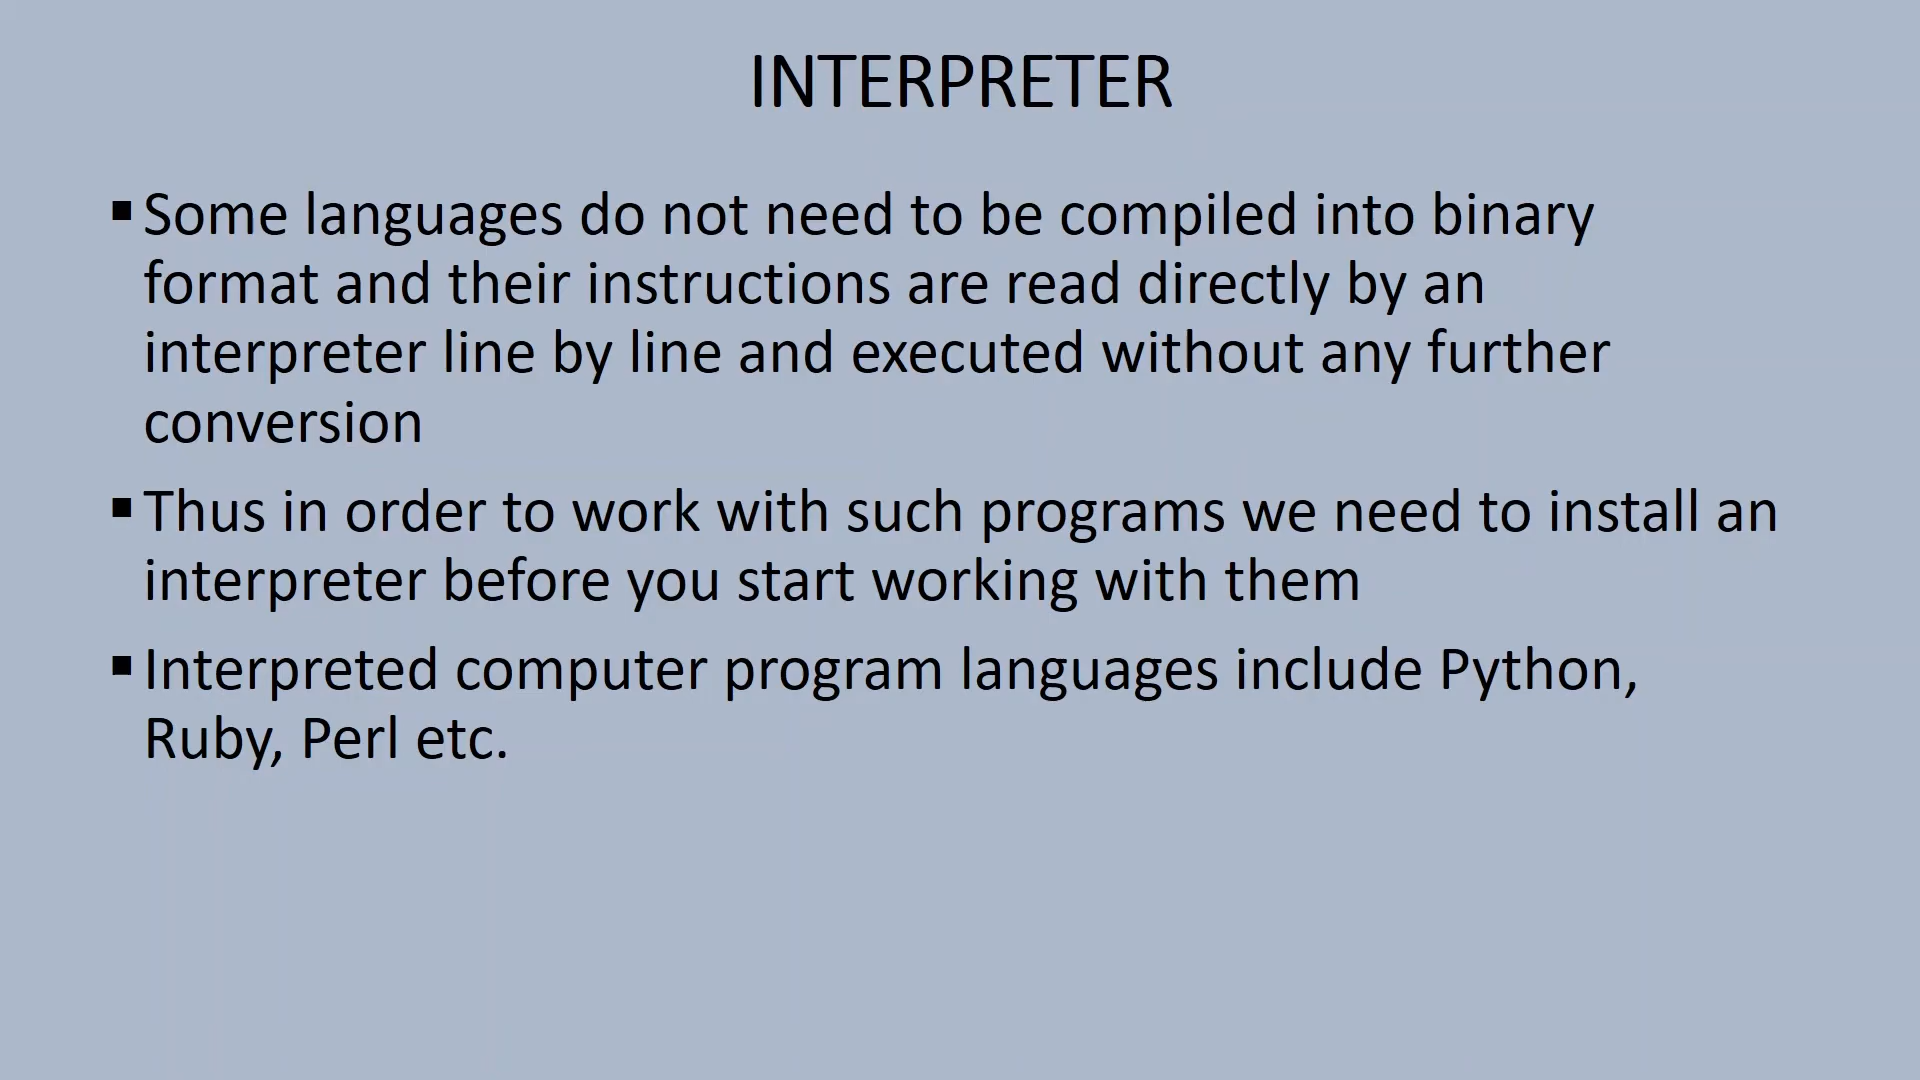 INTERPRETER
▪Some languages do not need to be compiled into binary
format and their instructions are read directly by an
interpreter line by line and executed without any further
conversion
▪Thus in order to work with such programs we need to install an
interpreter before you start working with them
▪Interpreted computer program languages include Python,
Ruby, Perl etc.